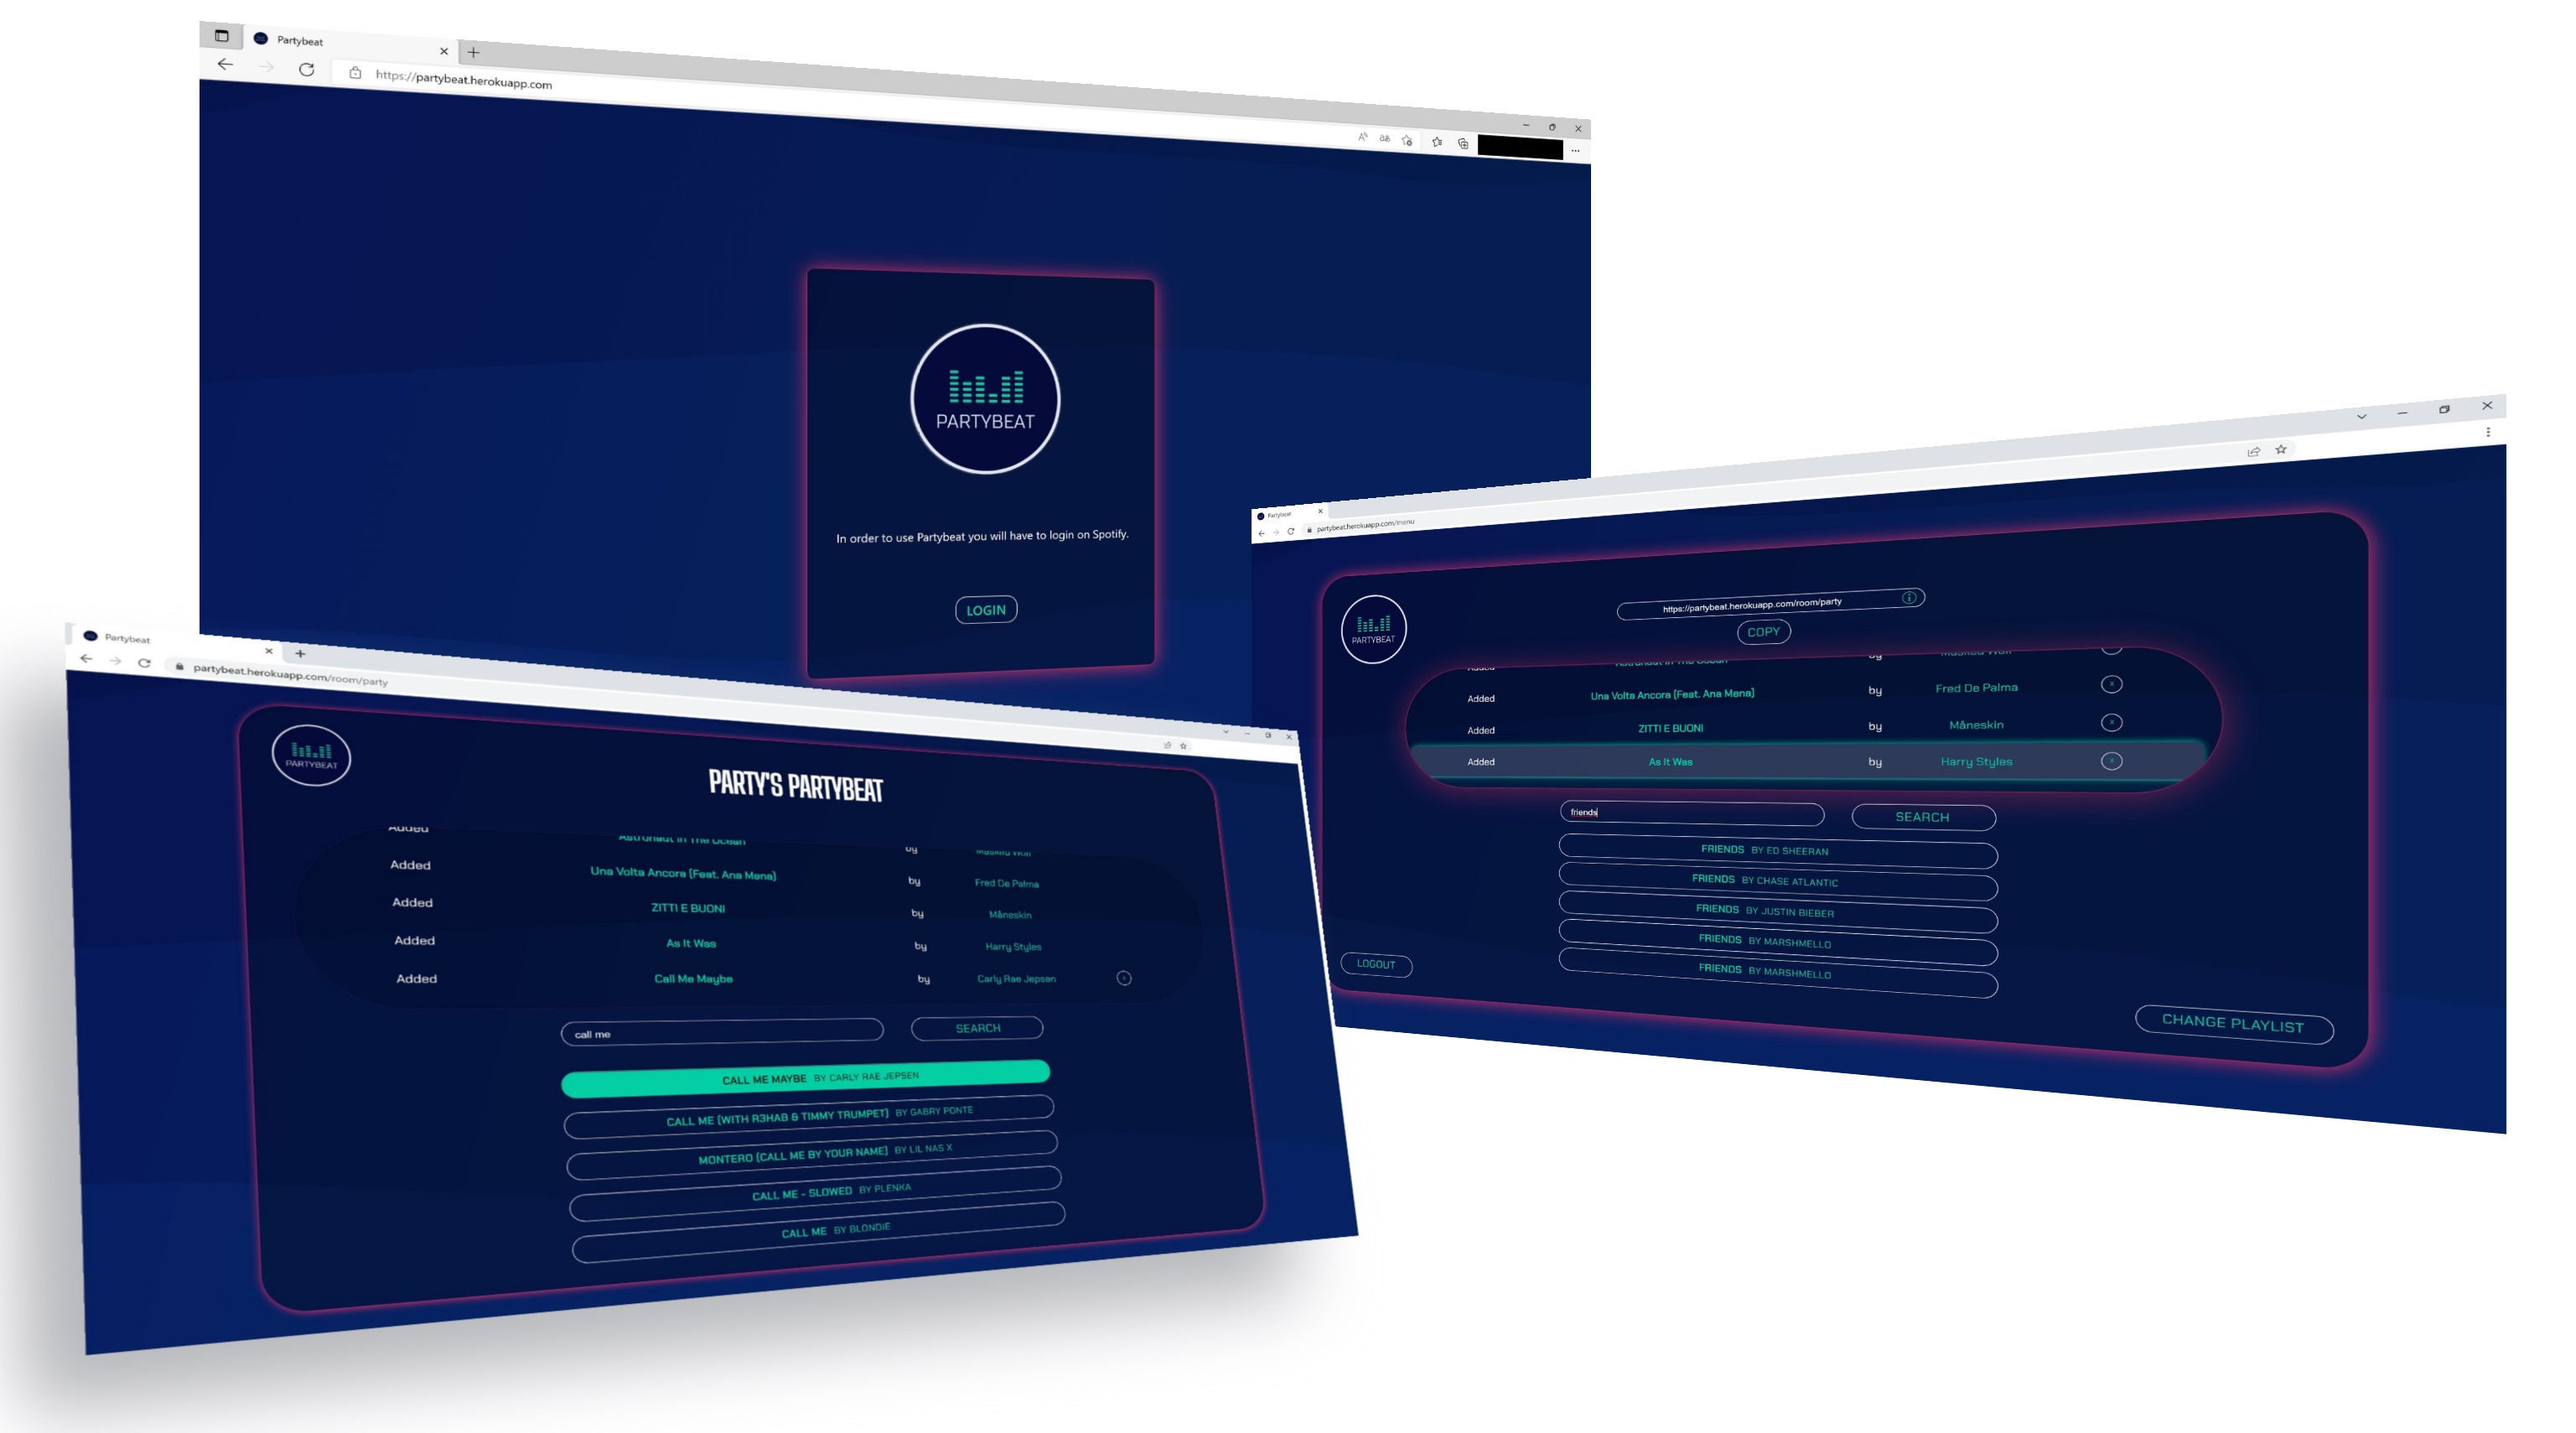 Partybeat
https://partybeat.herokuapp.com
PARTYBEAT
In order to use Partybeat you will have to login on Spotify.
LOGIN
Partybeat
partybeat.herokuapp.com/menu
PARTYBEAT
https://partybeat.herokuapp.com/room/party
COPY
Added Astronaut In The Ocean by Masked Wolf
Added Una Volta Ancora (Feat. Ana Mena) by Fred De Palma
Added ZITTI E BUONI by Måneskin
Added As It Was by Harry Styles
friends SEARCH
FRIENDS BY ED SHEERAN
FRIENDS BY CHASE ATLANTIC
FRIENDS BY JUSTIN BIEBER
FRIENDS BY MARSHMELLO
FRIENDS BY MARSHMELLO
LOGOUT
CHANGE PLAYLIST
Partybeat
partybeat.herokuapp.com/room/party
PARTYBEAT
PARTY'S PARTYBEAT
Added Astronaut In The Ocean by Masked Wolf
Added Una Volta Ancora (Feat. Ana Mena) by Fred De Palma
Added ZITTI E BUONI by Måneskin
Added As It Was by Harry Styles
Added Call Me Maybe by Carly Rae Jepsen
call me SEARCH
CALL ME MAYBE BY CARLY RAE JEPSEN
CALL ME (WITH R3HAB & TIMMY TRUMPET) BY GABRY PONTE
MONTERO (CALL ME BY YOUR NAME) BY LIL NAS X
CALL ME - SLOWED BY PLENKA
CALL ME BY BLONDIE